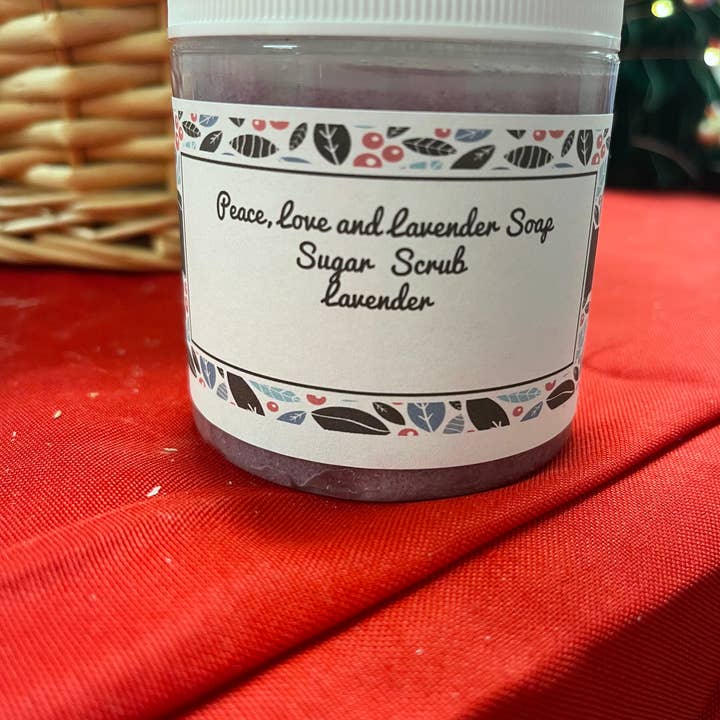 Peace, Love and Lavender Soap
Sugar Scrub
Lavender